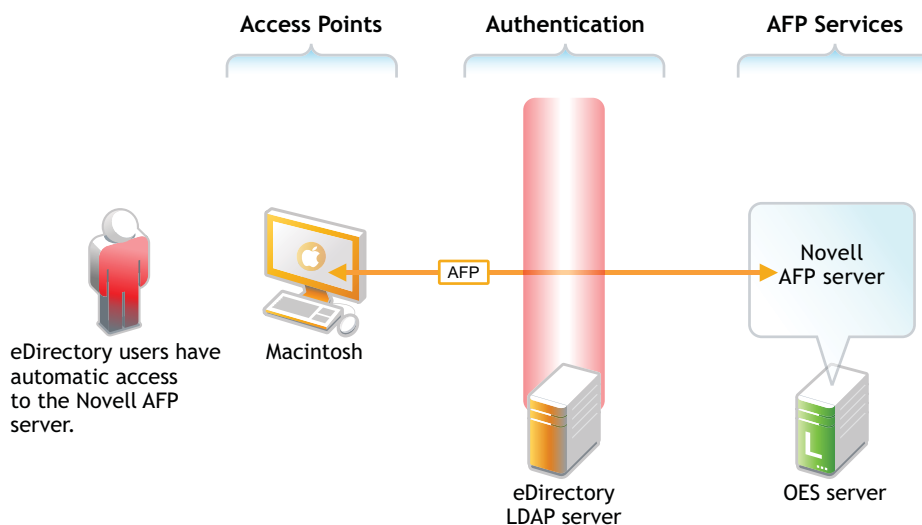 Access Points
Authentication
AFP Services
AFP
Novell
AFP server
eDirectory users have
automatic access
to the Novell AFP
server.
Macintosh
eDirectory
LDAP server
L
OES server